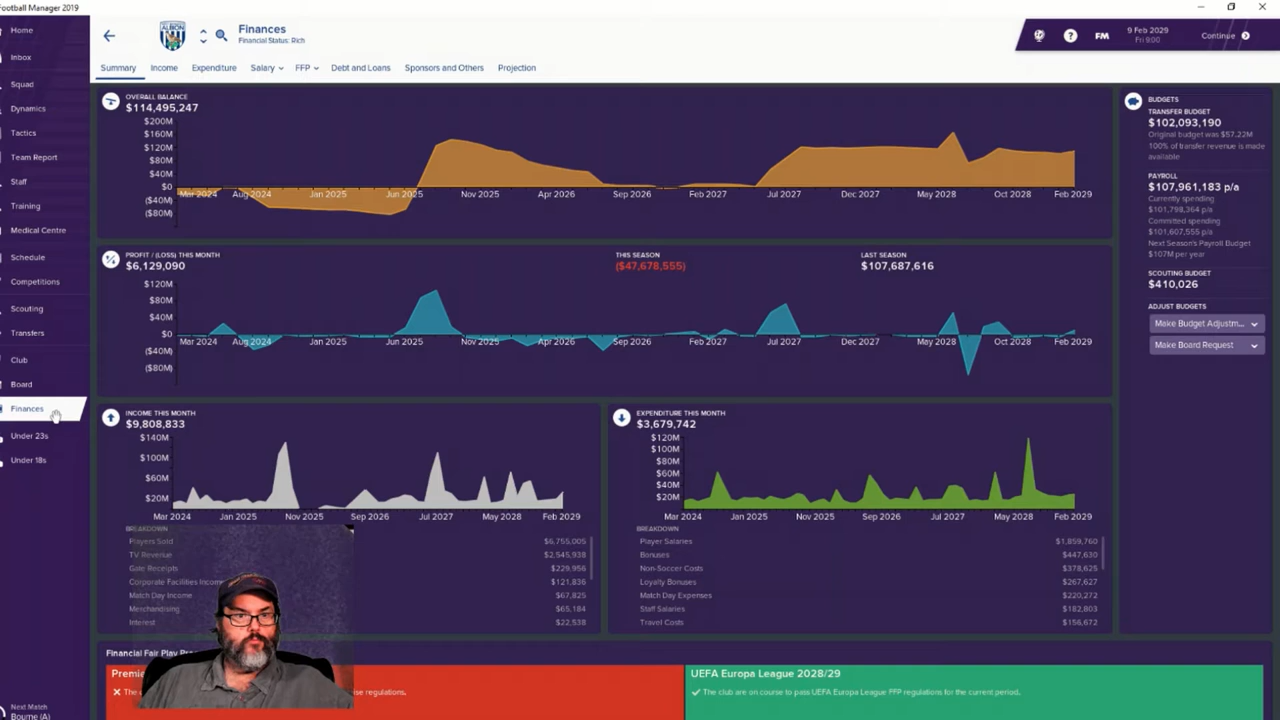 Football Manager 2019
Home
Inbox
Squad
Dynamics
Tactics
Team Report
Staff
Training
Medical Centre
Schedule
Competitions
Scouting
Transfers
Club
Board
Finances
Under 23s
Under 18s
Next Match
Bourne (A)
ALBION
Finances
Financial Status: Rich
FM
9 Feb 2029
Fri 9:00
Continue
Summary Income Expenditure Salary FFP Debt and Loans Sponsors and Others Projection
OVERALL BALANCE
$114,495,247
$200M
$160M
$120M
$80M
$40M
$0
($40M)
($80M)
Mar 2024 Aug 2024 Jan 2025 Jun 2025 Nov 2025 Apr 2026 Sep 2026 Feb 2027 Jul 2027 Dec 2027 May 2028 Oct 2028 Feb 2029
PROFIT / (LOSS) THIS MONTH
$6,129,090
THIS SEASON
($47,678,555)
LAST SEASON
$107,687,616
$120M
$80M
$40M
$0
($40M)
($80M)
Mar 2024 Aug 2024 Jan 2025 Jun 2025 Nov 2025 Apr 2026 Sep 2026 Feb 2027 Jul 2027 Dec 2027 May 2028 Oct 2028 Feb 2029
INCOME THIS MONTH
$9,808,833
$140M
$100M
$60M
$20M
Mar 2024 Jan 2025 Nov 2025 Sep 2026 Jul 2027 May 2028 Feb 2029
BREAKDOWN
Players Sold $6,755,005
TV Revenue $2,545,938
Gate Receipts $229,956
Corporate Facilities Income $121,836
Match Day Income $67,825
Merchandising $65,184
Interest $22,538
EXPENDITURE THIS MONTH
$3,679,742
$120M
$100M
$80M
$60M
$40M
$20M
Mar 2024 Jan 2025 Nov 2025 Sep 2026 Jul 2027 May 2028 Feb 2029
BREAKDOWN
Player Salaries $1,859,760
Bonuses $447,630
Non-Soccer Costs $378,625
Loyalty Bonuses $267,627
Match Day Expenses $220,272
Staff Salaries $182,803
Travel Costs $156,672
BUDGETS
TRANSFER BUDGET
$102,093,190
Original budget was $57.22M
100% of transfer revenue is made
available
PAYROLL
$107,961,183 p/a
Currently spending
$101,798,364 p/a
Committed spending
$101,607,555 p/a
Next Season's Payroll Budget
$107M per year
SCOUTING BUDGET
$410,026
ADJUST BUDGETS
Make Budget Adjustm...
Make Board Request
Financial Fair Play
UEFA Europa League 2028/29
The club are on course to pass UEFA Europa League FFP regulations for the current period.
regulations.